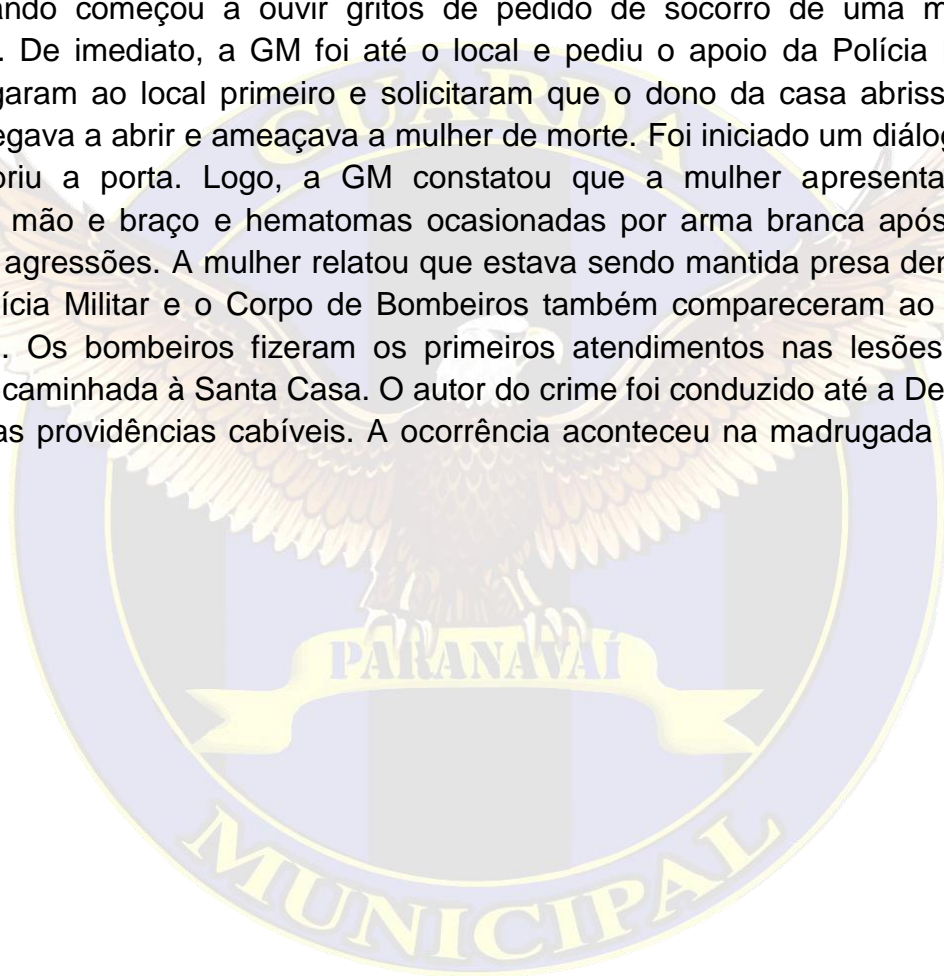 ando começou a ouvir gritos de pedido de socorro de uma m
. De imediato, a GM foi até o local e pediu o apoio da Polícia
garam ao local primeiro e solicitaram que o dono da casa abriss
egava a abrir e ameaçava a mulher de morte. Foi iniciado um diálog
briu a porta. Logo, a GM constatou que a mulher apresenta
mão e braço e hematomas ocasionadas por arma branca após
agressões. A mulher relatou que estava sendo mantida presa der
lícia Militar e o Corpo de Bombeiros também compareceram ao
. Os bombeiros fizeram os primeiros atendimentos nas lesões
caminhada à Santa Casa. O autor do crime foi conduzido até a De
as providências cabíveis. A ocorrência aconteceu na madrugada
GUARDA
PARANAVAÍ
MUNICIPAL